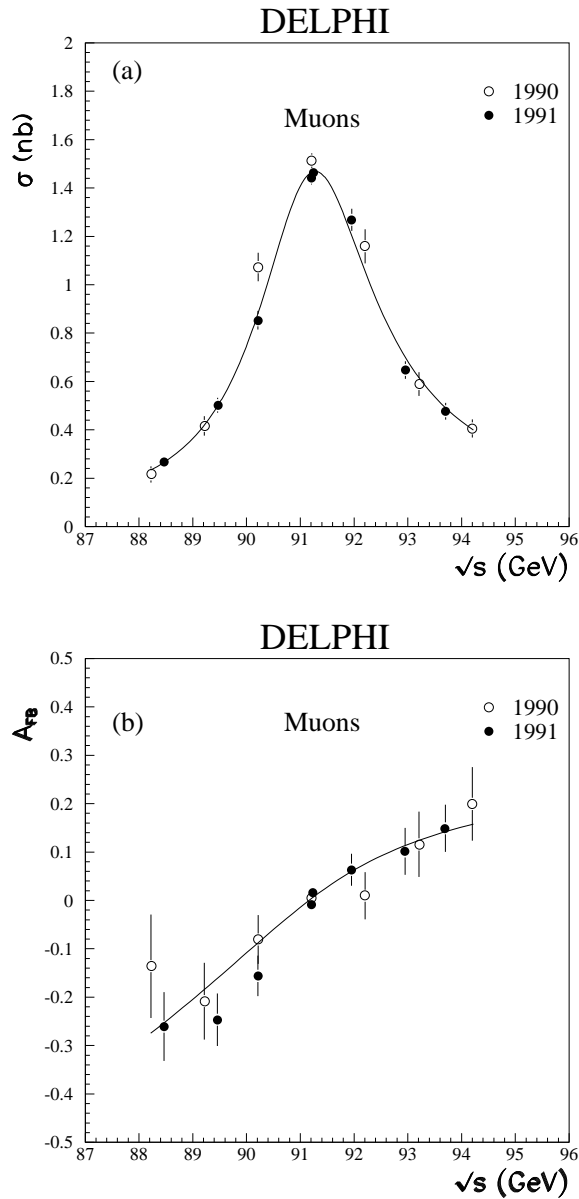 DELPHI
(a)
Muons
1990
1991
σ (nb)
2
1.8
1.6
1.4
1.2
1
0.8
0.6
0.4
0.2
0
87 88 89 90 91 92 93 94 95 96
√s (GeV)
DELPHI
(b)
Muons
1990
1991
A_FB
0.5
0.4
0.3
0.2
0.1
0
-0.1
-0.2
-0.3
-0.4
-0.5
87 88 89 90 91 92 93 94 95 96
√s (GeV)